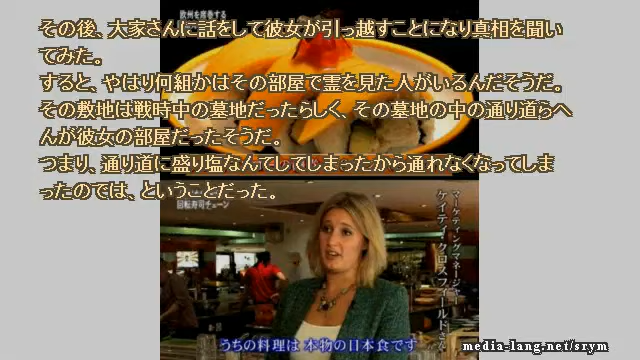 その後、大家さんに話をして彼女が引っ越すことになり真相を聞い
てみた。
すると、やはり何組かはその部屋で霊を見た人がいるんだそうだ。
その敷地は戦時中の墓地だったらしく、その墓地の中の通り道らへ
んが彼女の部屋だったそうだ。
つまり、通り道に盛り塩なんてしてしまったから通れなくなってしま
ったのでは、ということだった。
欧州を席巻する
回転寿司チェーン
マーケティングマネージャー
ケイティ・クロスフィールドさん
うちの料理は 本物の日本食です
media-lang.net/srym